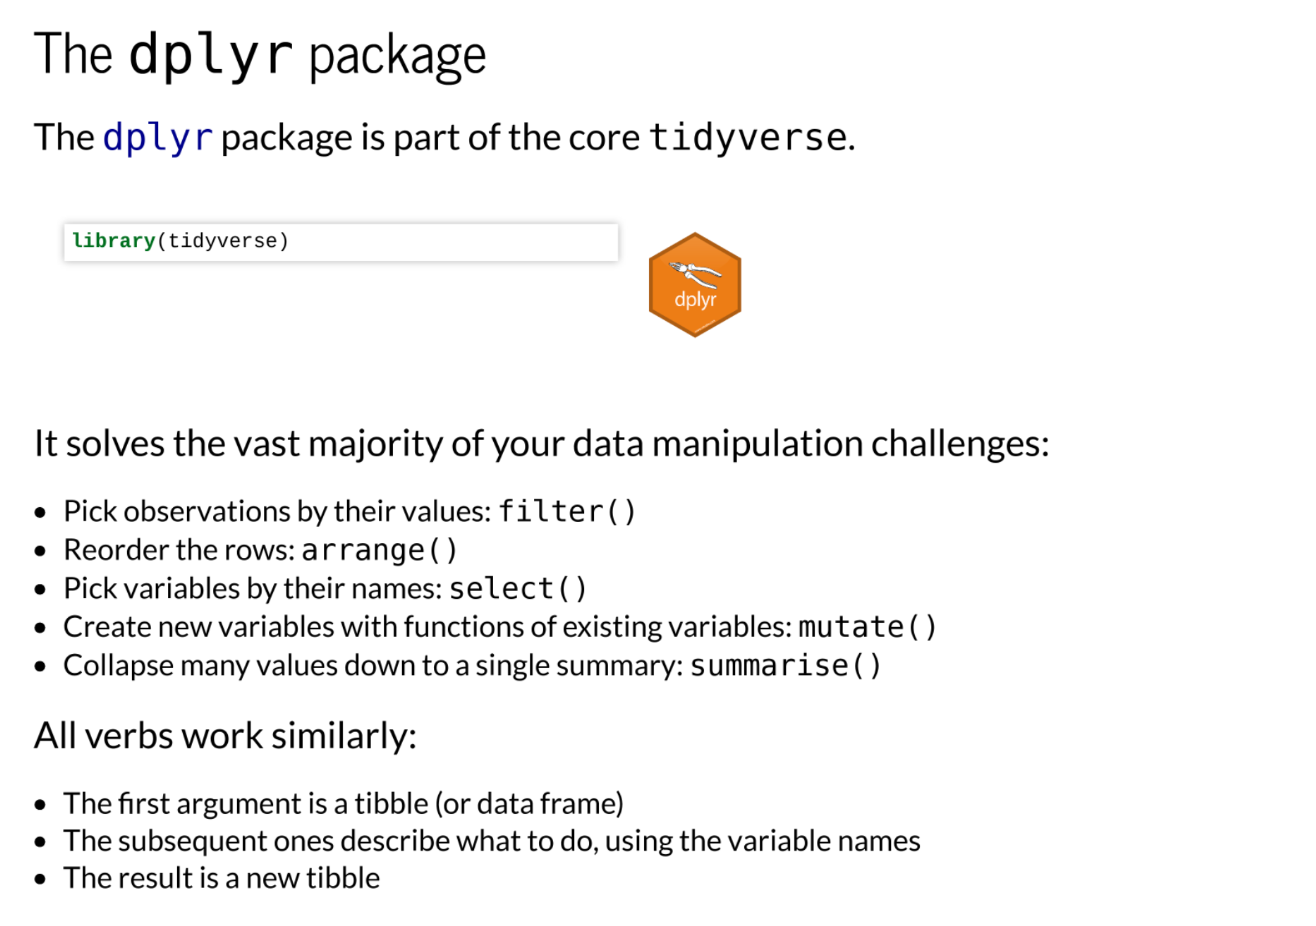 The dplyr package
The dplyr package is part of the core tidyverse.
library(tidyverse)
dplyr
It solves the vast majority of your data manipulation challenges:
• Pick observations by their values: filter()
• Reorder the rows: arrange()
• Pick variables by their names: select()
• Create new variables with functions of existing variables: mutate()
• Collapse many values down to a single summary: summarise()
All verbs work similarly:
• The first argument is a tibble (or data frame)
• The subsequent ones describe what to do, using the variable names
• The result is a new tibble